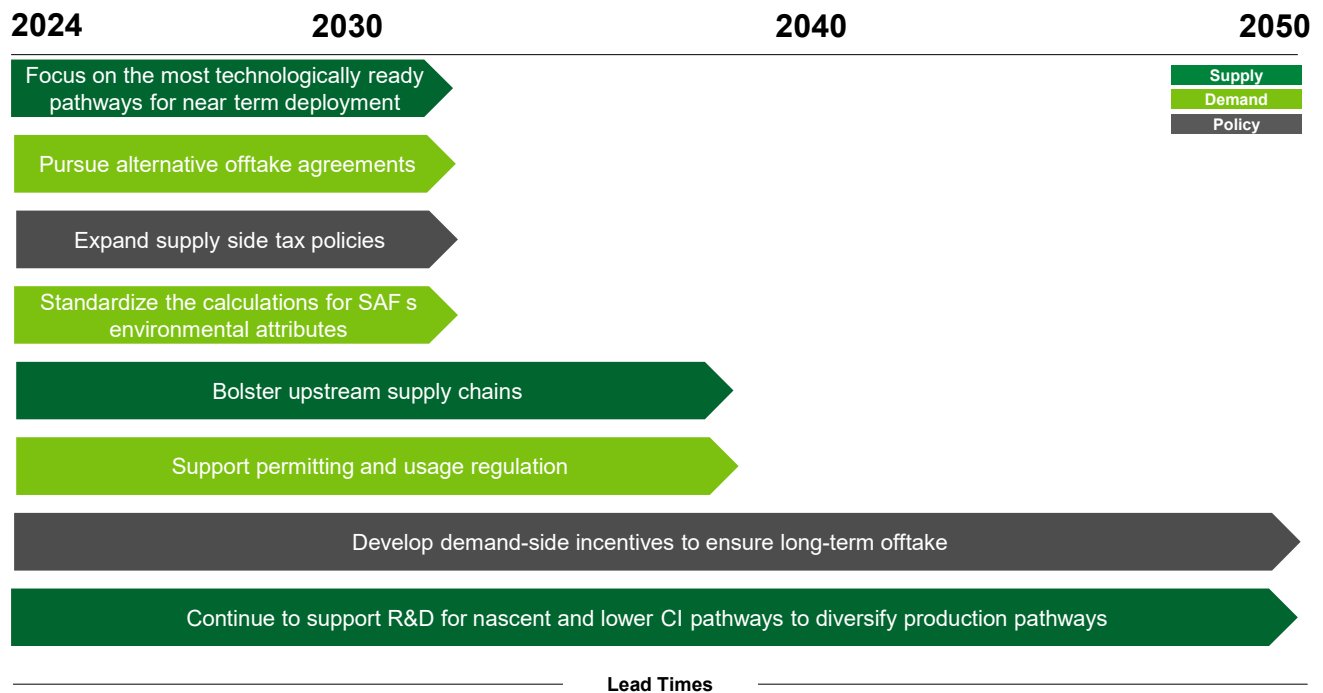 2024 2030 2040 2050
Supply
Demand
Policy
Focus on the most technologically ready
pathways for near term deployment
Pursue alternative offtake agreements
Expand supply side tax policies
Standardize the calculations for SAF s
environmental attributes
Bolster upstream supply chains
Support permitting and usage regulation
Develop demand-side incentives to ensure long-term offtake
Continue to support R&D for nascent and lower CI pathways to diversify production pathways
Lead Times